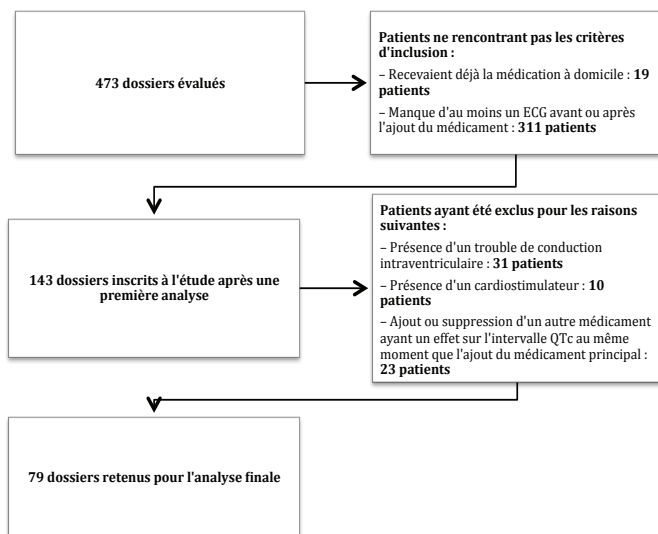 473 dossiers évalués
Patients ne rencontrant pas les critères
d'inclusion :
– Recevaient déjà la médication à domicile : 19
patients
– Manque d'au moins un ECG avant ou après
l'ajout du médicament : 311 patients
143 dossiers inscrits à l'étude après une
première analyse
Patients ayant été exclus pour les raisons
suivantes :
– Présence d'un trouble de conduction
intraventriculaire : 31 patients
– Présence d'un cardiostimulateur : 10
patients
– Ajout ou suppression d'un autre médicament
ayant un effet sur l'intervalle QTc au même
moment que l'ajout du médicament principal :
23 patients
79 dossiers retenus pour l'analyse finale